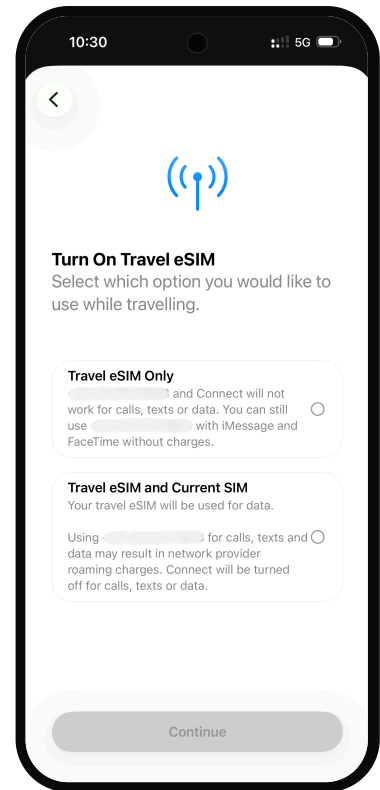 10:30
5G
Turn On Travel eSIM
Select which option you would like to
use while travelling.
Travel eSIM Only
and Connect will not
work for calls, texts or data. You can still
use with iMessage and
FaceTime without charges.
Travel eSIM and Current SIM
Your travel eSIM will be used for data.
Using for calls, texts and
data may result in network provider
roaming charges. Connect will be turned
off for calls, texts or data.
Continue